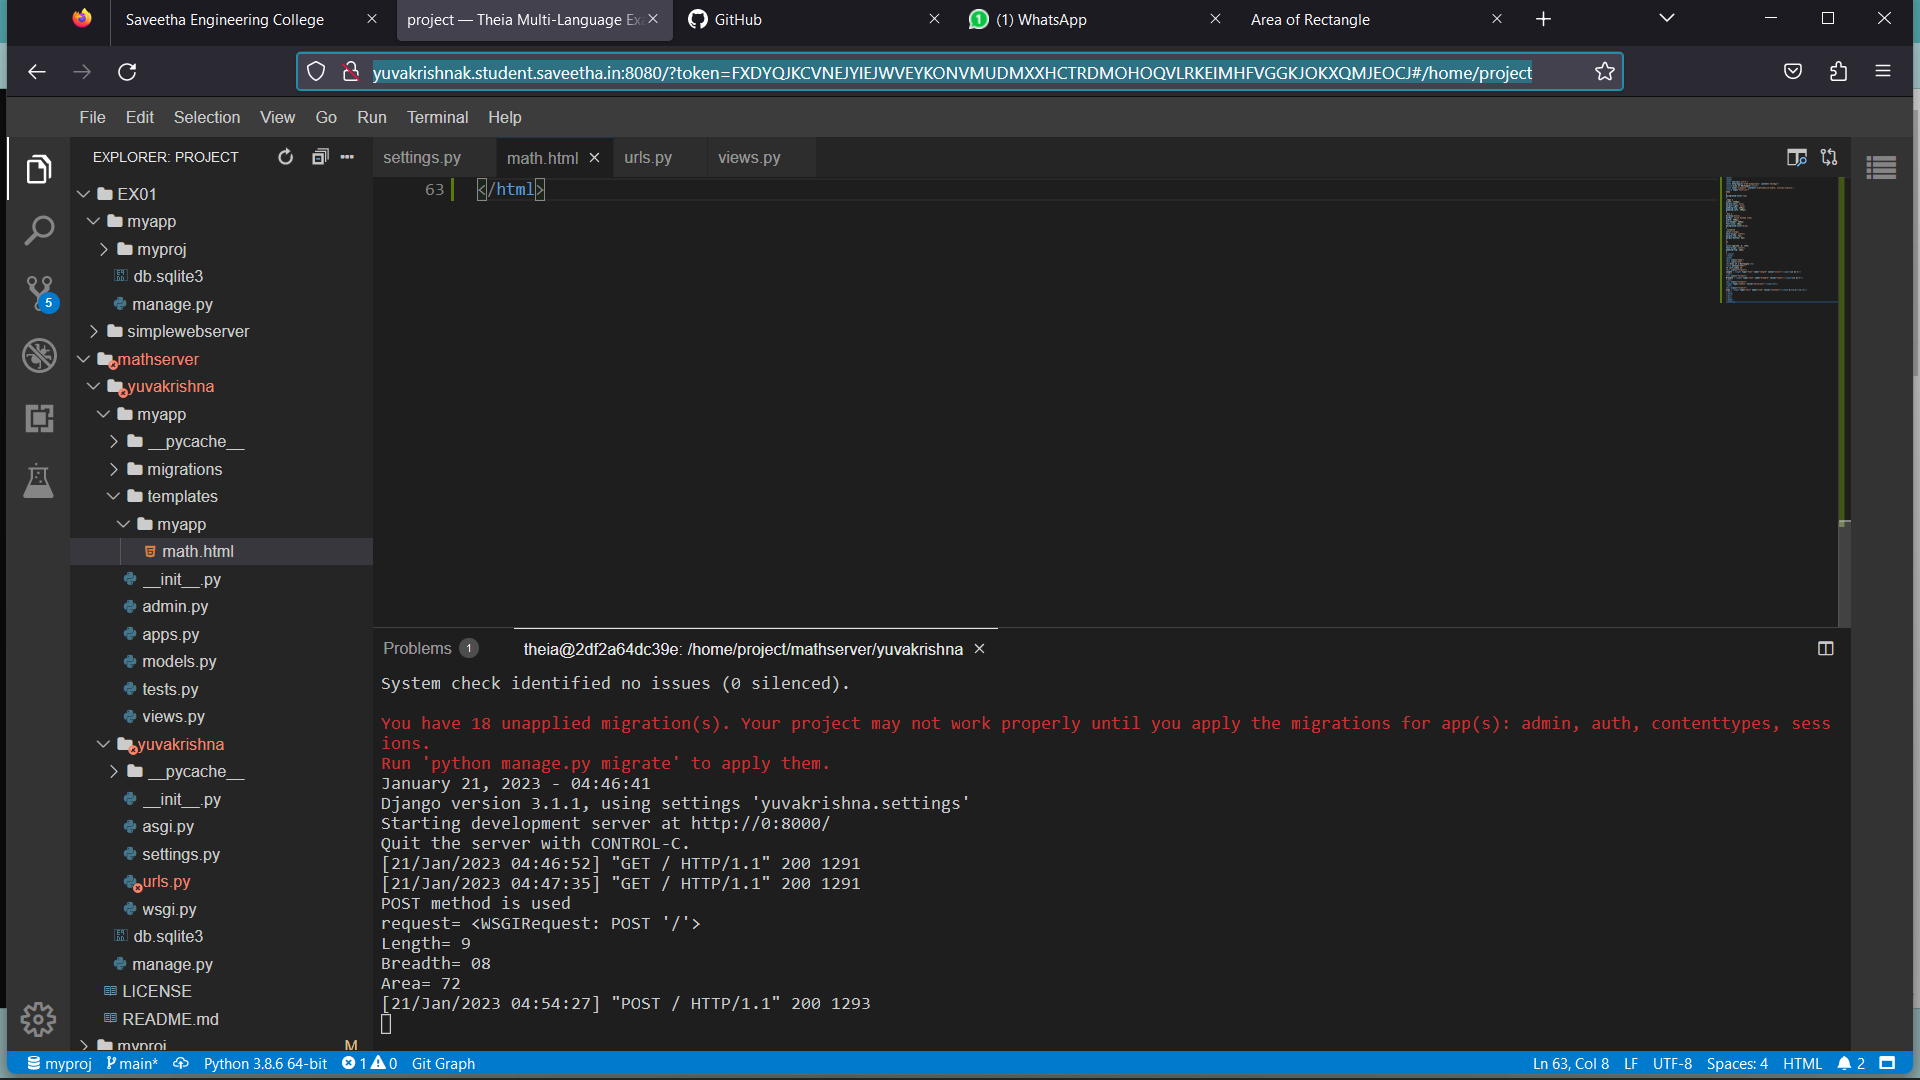 Saveetha Engineering College
project — Theia Multi-Language Exa
GitHub
(1) WhatsApp
Area of Rectangle
yuvakrishnak.student.saveetha.in:8080/?token=FXDYQJKCVNEJYIEJWVEYKONVMUDMXXHCTRDMOHOQVLRKEIMHFVGGKJOKXQMJEOCJ#/home/project
File Edit Selection View Go Run Terminal Help
EXPLORER: PROJECT
settings.py
math.html
urls.py
views.py
63 </html>
EX01
myapp
myproj
db.sqlite3
manage.py
simplewebserver
mathserver
yuvakrishna
myapp
__pycache__
migrations
templates
myapp
math.html
__init__.py
admin.py
apps.py
models.py
tests.py
views.py
yuvakrishna
__pycache__
__init__.py
asgi.py
settings.py
urls.py
wsgi.py
db.sqlite3
manage.py
LICENSE
README.md
myproj M
5
Problems 1
theia@2df2a64dc39e: /home/project/mathserver/yuvakrishna
System check identified no issues (0 silenced).
You have 18 unapplied migration(s). Your project may not work properly until you apply the migrations for app(s): admin, auth, contenttypes, sess
ions.
Run 'python manage.py migrate' to apply them.
January 21, 2023 - 04:46:41
Django version 3.1.1, using settings 'yuvakrishna.settings'
Starting development server at http://0:8000/
Quit the server with CONTROL-C.
[21/Jan/2023 04:46:52] "GET / HTTP/1.1" 200 1291
[21/Jan/2023 04:47:35] "GET / HTTP/1.1" 200 1291
POST method is used
request= <WSGIRequest: POST '/'>
Length= 9
Breadth= 08
Area= 72
[21/Jan/2023 04:54:27] "POST / HTTP/1.1" 200 1293
myproj main* Python 3.8.6 64-bit 1 0 Git Graph
Ln 63, Col 8 LF UTF-8 Spaces: 4 HTML 2